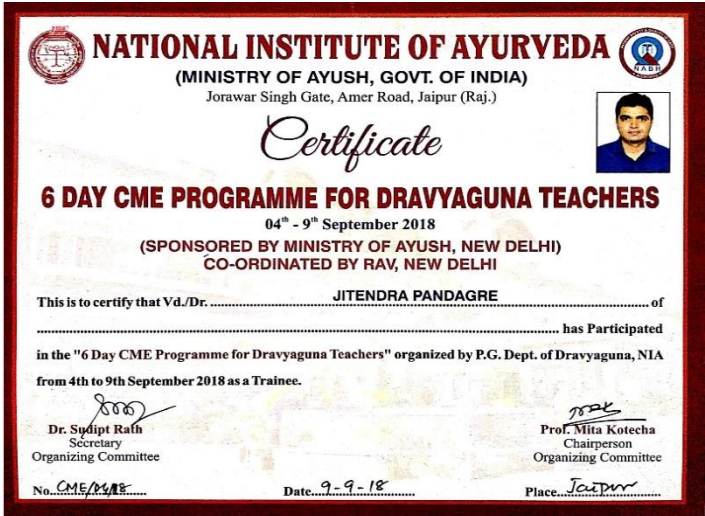 NATIONAL INSTITUTE OF AYURVEDA
NABH
(MINISTRY OF AYUSH, GOVT. OF INDIA)
Jorawar Singh Gate, Amer Road, Jaipur (Raj.)
Certificate
6 DAY CME PROGRAMME FOR DRAVYAGUNA TEACHERS
04th - 9th September 2018
(SPONSORED BY MINISTRY OF AYUSH, NEW DELHI)
CO-ORDINATED BY RAV, NEW DELHI
This is to certify that Vd./Dr. JITENDRA PANDAGRE of
has Participated
in the "6 Day CME Programme for Dravyaguna Teachers" organized by P.G. Dept. of Dravyaguna, NIA
from 4th to 9th September 2018 as a Trainee.
Dr. Sudipt Rath
Secretary
Organizing Committee
Prof. Mita Kotecha
Chairperson
Organizing Committee
No. CME/
Date 9-9-18
Place Jaipur